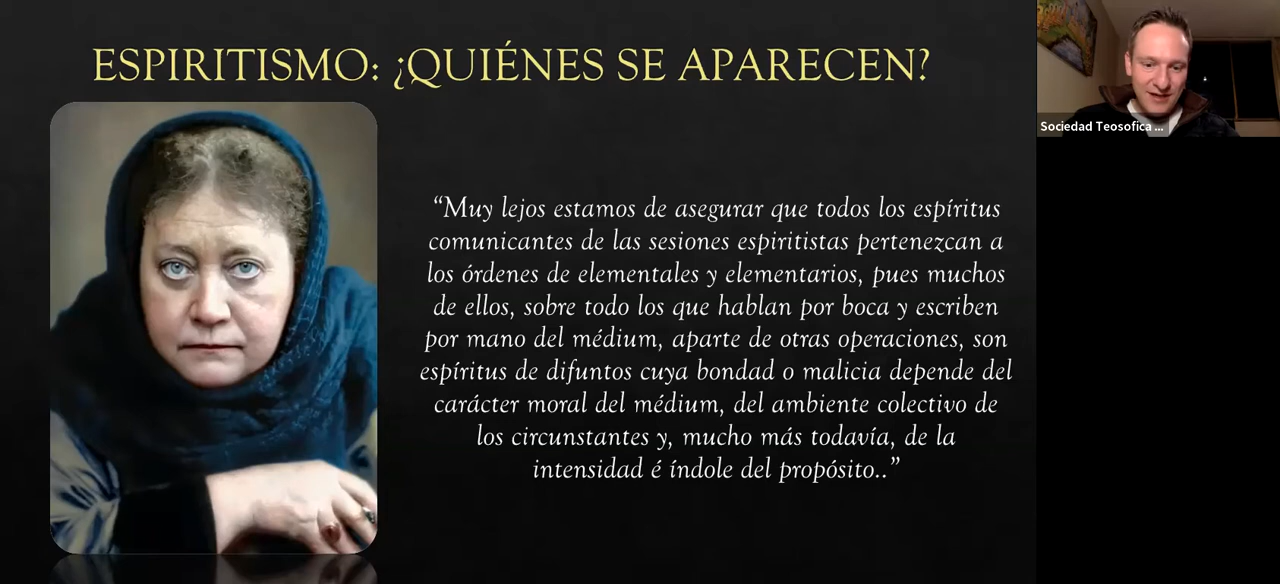 ESPIRITISMO: ¿QUIÉNES SE APARECEN?
“Muy lejos estamos de asegurar que todos los espíritus
comunicantes de las sesiones espiritistas pertenezcan a
los órdenes de elementales y elementarios, pues muchos
de ellos, sobre todo los que hablan por boca y escriben
por mano del médium, aparte de otras operaciones, son
espíritus de difuntos cuya bondad o malicia depende del
carácter moral del médium, del ambiente colectivo de
los circunstantes y, mucho más todavía, de la
intensidad é índole del propósito..”
Sociedad Teosofica ...